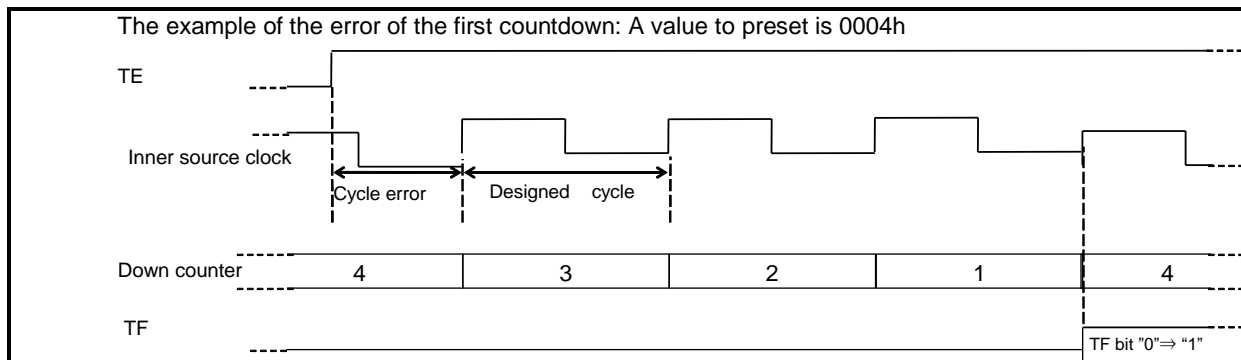 The example of the error of the first countdown: A value to preset is 0004h
TE
Inner source clock
Cycle error
Designed cycle
Down counter
4
3
2
1
4
TF
TF bit ”0”⇒ “1”